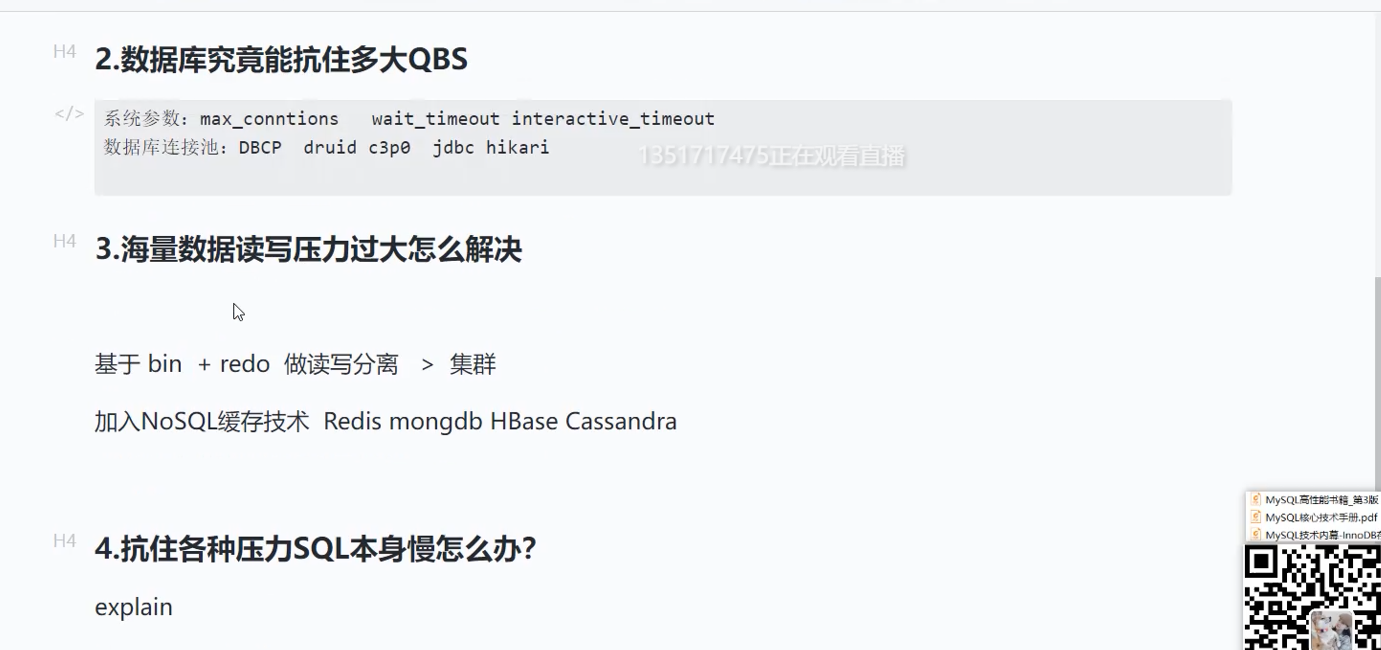 H4
2.数据库究竟能抗住多大QBS
</>
系统参数：max_conntions wait_timeout interactive_timeout
数据库连接池：DBCP druid c3p0 jdbc hikari
1351717475正在观看直播
H4
3.海量数据读写压力过大怎么解决
基于 bin + redo 做读写分离 > 集群
加入NoSQL缓存技术 Redis mongdb HBase Cassandra
MySQL高性能书籍_第3版
MySQL核心技术手册.pdf
MySQL技术内幕-InnoDB存
H4
4.抗住各种压力SQL本身慢怎么办?
explain